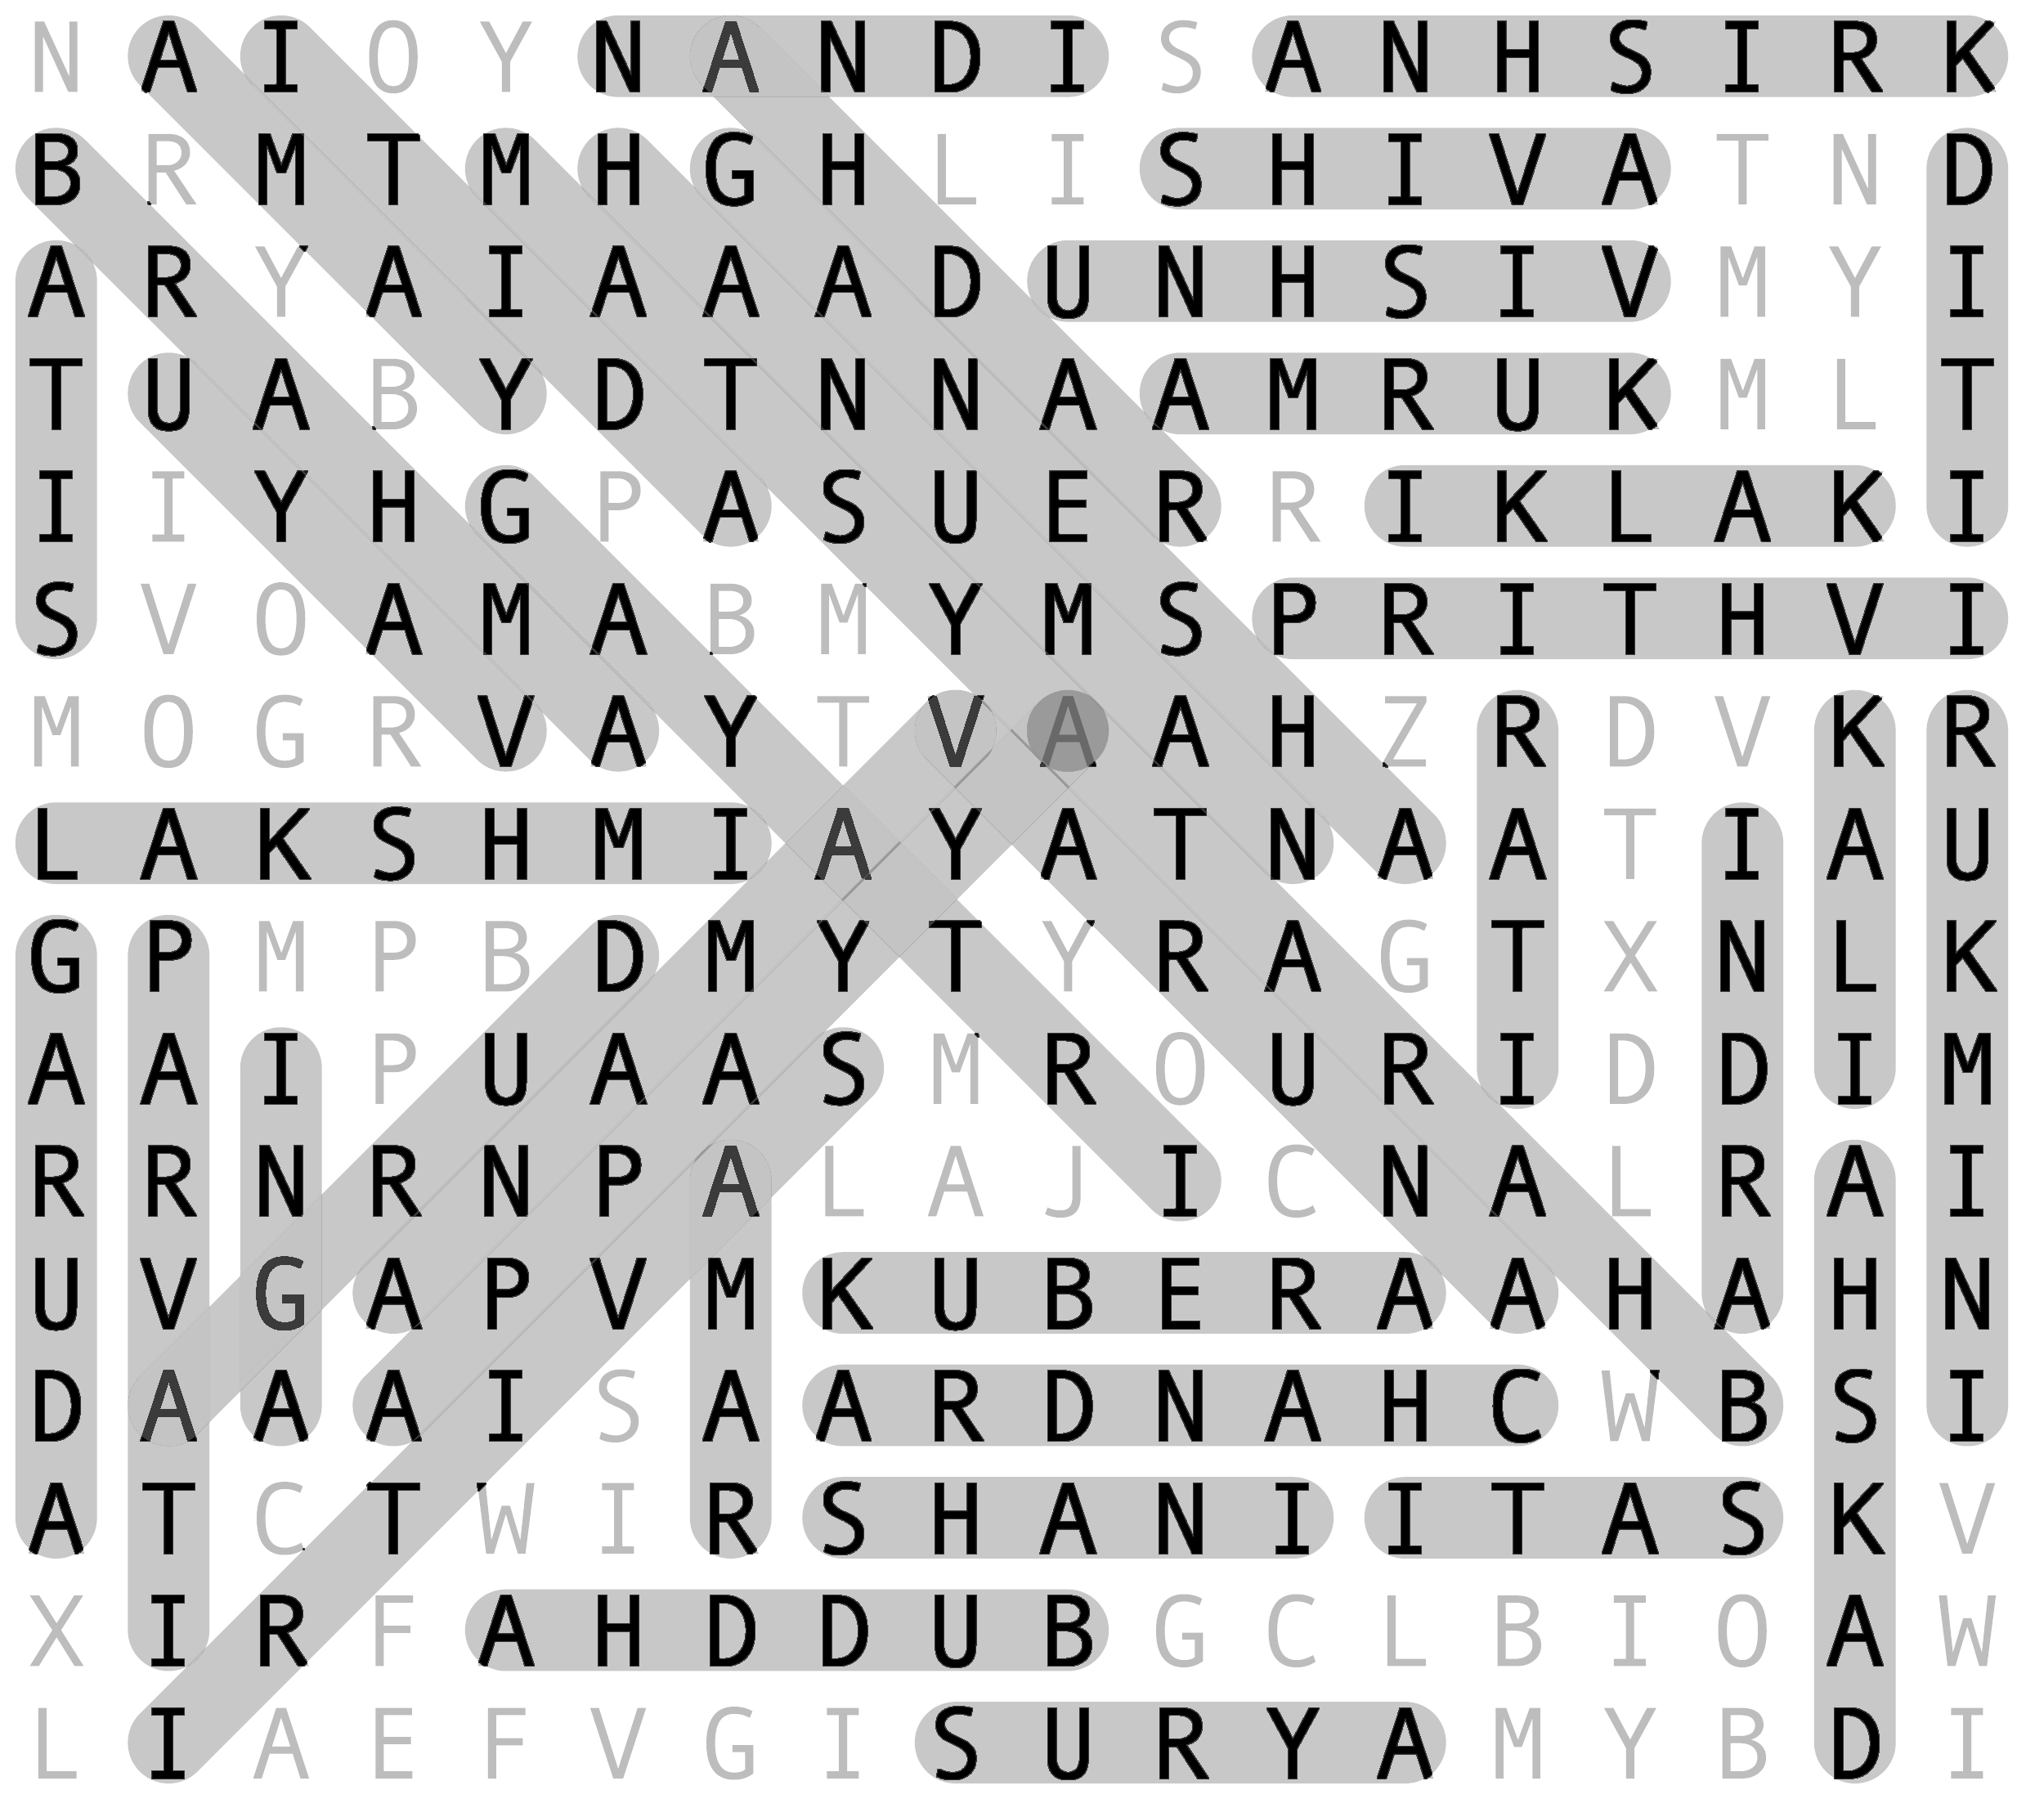 N A I O Y N A N D I S A N H S I R K
B R M T M H G H L I S H I V A T N D
A R Y A I A A A D U N H S I V M Y I
T U A B Y D T N N A A M R U K M L T
I I Y H G P A S U E R R I K L A K I
S V O A M A B M Y M S P R I T H V I
M O G R V A Y T V A A H Z R D V K R
L A K S H M I A Y A T N A A T I A U
G P M P B D M Y T Y R A G T X N L K
A A I P U A A S M R O U R I D D I M
R R N R N P A L A J I C N A L R A I
U V G A P V M K U B E R A A H A H N
D A A A I S A A R D N A H C W B S I
A T C T W I R S H A N I I T A S K V
X I R F A H D D U B G C L B I O A W
L I A E F V G I S U R Y A M Y B D I